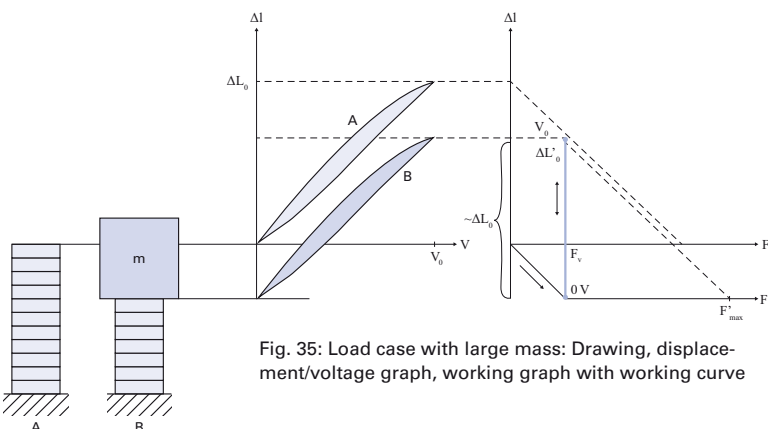 Δl
Δl
ΔL₀
A
V₀
ΔL'₀
B
~ΔL₀
V
F
m
V₀
Fᵥ
0 V
F
F'max
Fig. 35: Load case with large mass: Drawing, displace-
ment/voltage graph, working graph with working curve
A
B